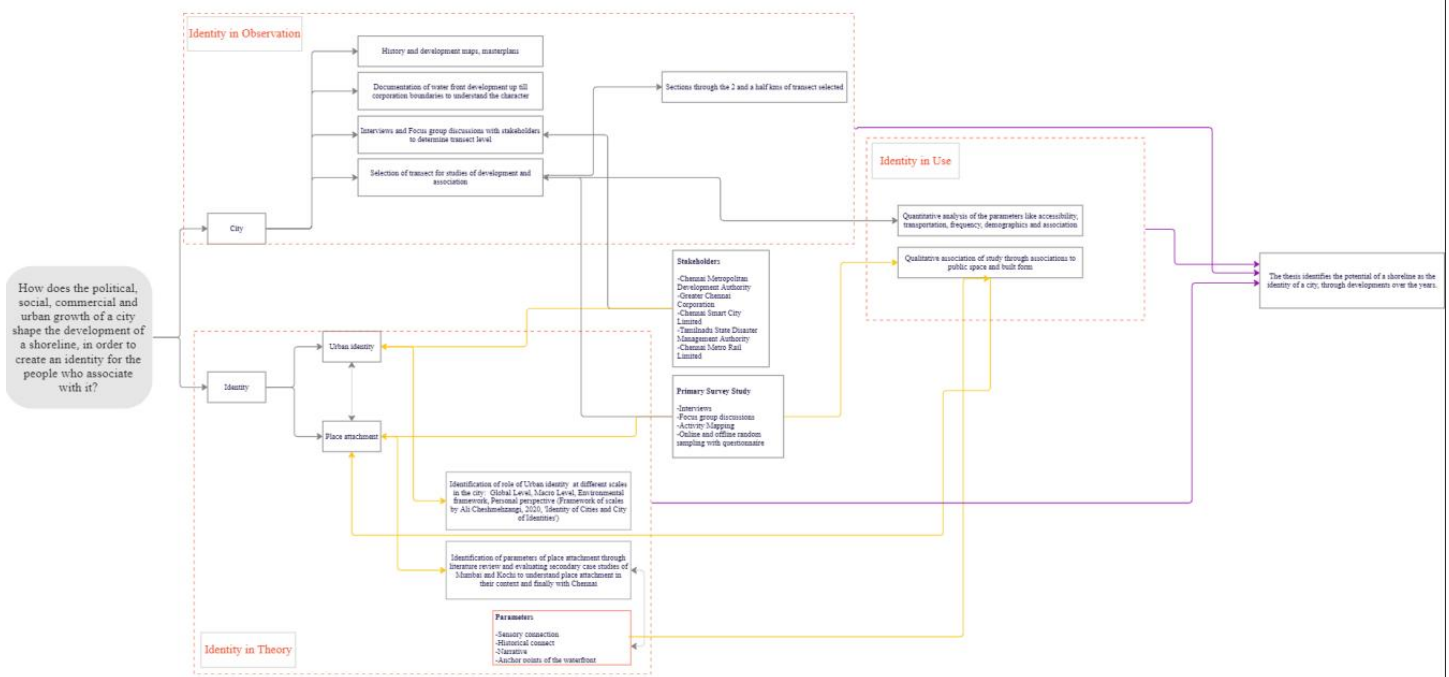 Identity in Observation
History and development maps, masterplans
Documentation of water front development up till
corporation boundaries to understand the character
Interviews and Focus group discussions with stakeholders
to determine transect level
Selection of transect for studies of development and
association
Sections through the 2 and a half kms of transect selected
City
Identity in Use
Quantitative analysis of the parameters like accessibility,
transportation, frequency, demographics and association
Qualitative association of study through associations to
public space and built form
Stakeholders
-Chennai Metropolitan
Development Authority
-Greater Chennai
Corporation
-Chennai Smart City
Limited
-Tamilnadu State Disaster
Management Authority
-Chennai Metro Rail
Limited
The thesis identifies the potential of a shoreline as the
identity of a city, through developments over the years.
How does the political,
social, commercial and
urban growth of a city
shape the development of
a shoreline, in order to
create an identity for the
people who associate
with it?
Identity
Urban identity
Place attachment
Primary Survey Study
-Interviews
-Focus group discussions
-Activity Mapping
-Online and offline random
sampling with questionnaire
Identification of role of Urban identity at different scales
in the city: Global Level, Macro Level, Environmental
framework, Personal perspective (Framework of scales
by Ali Cheshmehzangi, 2020, 'Identity of Cities and City
of Identities')
Identification of parameters of place attachment through
literature review and evaluating secondary case studies of
Mumbai and Kochi to understand place attachment in
their context and finally with Chennai
Parameters
-Sensory connection
-Historical connect
-Narrative
-Anchor points of the waterfront
Identity in Theory